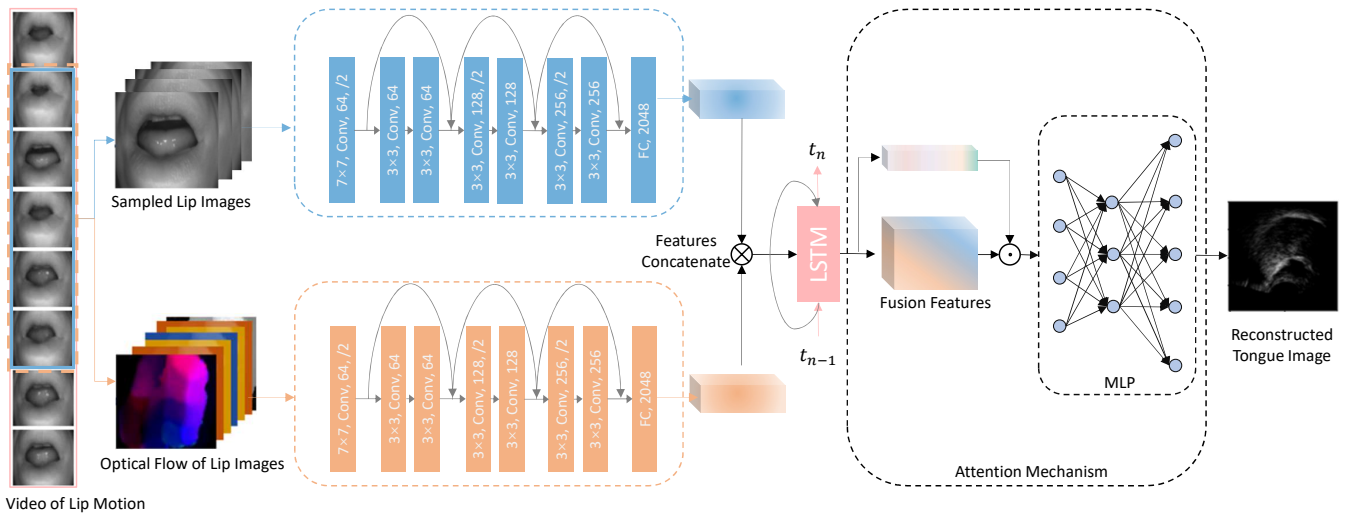 Video of Lip Motion
Sampled Lip Images
Optical Flow of Lip Images
7×7, Conv, 64, /2
3×3, Conv, 64
3×3, Conv, 64
3×3, Conv, 128, /2
3×3, Conv, 128
3×3, Conv, 256, /2
3×3, Conv, 256
FC, 2048
7×7, Conv, 64, /2
3×3, Conv, 64
3×3, Conv, 64
3×3, Conv, 128, /2
3×3, Conv, 128
3×3, Conv, 256, /2
3×3, Conv, 256
FC, 2048
Features
Concatenate
tn
LSTM
tn−1
Fusion Features
MLP
Attention Mechanism
Reconstructed
Tongue Image